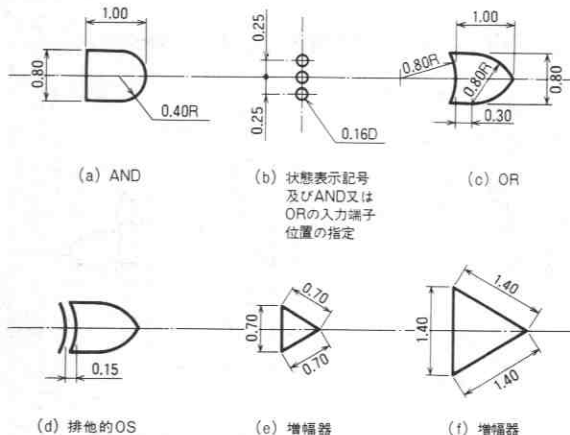 1.00
0.80
0.40R
(a) AND
0.25
0.25
0.16D
(b) 状態表示記号
及びAND又は
ORの入力端子
位置の指定
1.00
0.80R
0.80R
0.80
0.30
(c) OR
0.15
(d) 排他的OS
0.70
0.70
0.70
(e) 増幅器
1.40
1.40
1.40
(f) 増幅器